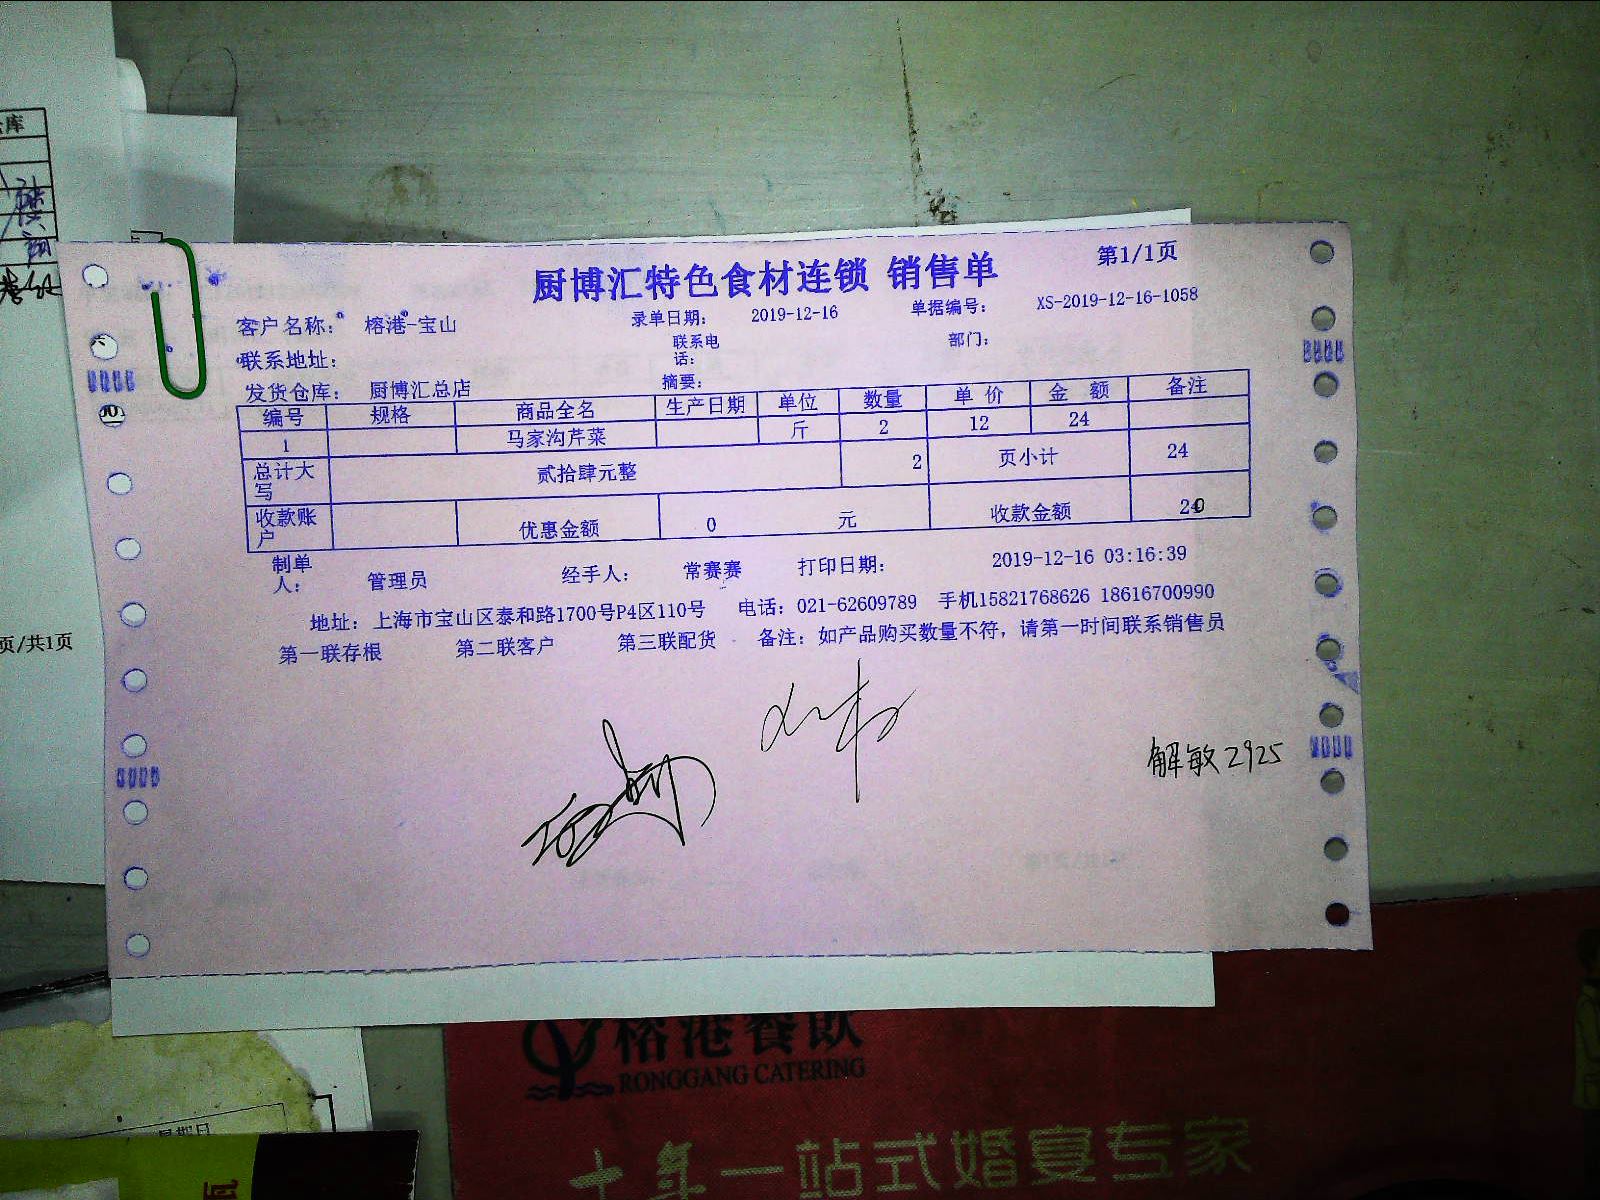 库
页/共1页
厨博汇特色食材连锁 销售单 第1/1页
客户名称: 榕港-宝山 录单日期: 2019-12-16 单据编号: XS-2019-12-16-1058
联系地址: 联系电话: 部门:
发货仓库: 厨博汇总店 摘要:
编号 规格 商品全名 生产日期 单位 数量 单价 金额 备注
1 马家沟芹菜 斤 2 12 24
总计大写 贰拾肆元整 2 页小计 24
收款账户 优惠金额 0 元 收款金额
制单人: 管理员 经手人: 常赛赛 打印日期: 2019-12-16 03:16:39
地址: 上海市宝山区泰和路1700号P4区110号 电话: 021-62609789 手机15821768626 18616700990
第一联存根 第二联客户 第三联配货 备注: 如产品购买数量不符,请第一时间联系销售员
解敏2925
榕港餐饮
RONGGANG CATERING
十年一站式婚宴专家
星期日